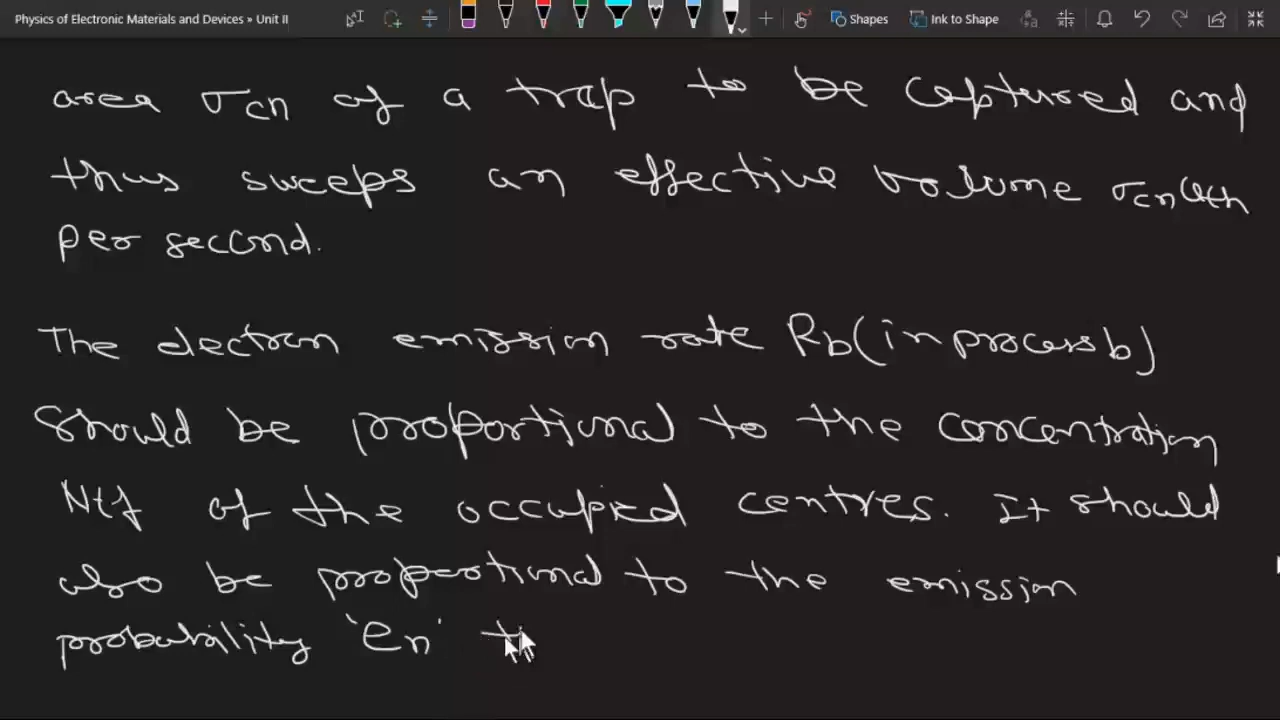 Physics of Electronic Materials and Devices » Unit II
Shapes
Ink to Shape
area σcn of a trap to be captured and
thus sweeps an effective volume σcn υth
per second.
The electron emission rate Rb (in process b)
should be proportional to the concentration
Ntf of the occupied centres. It should
also be proportional to the emission
probability 'en'